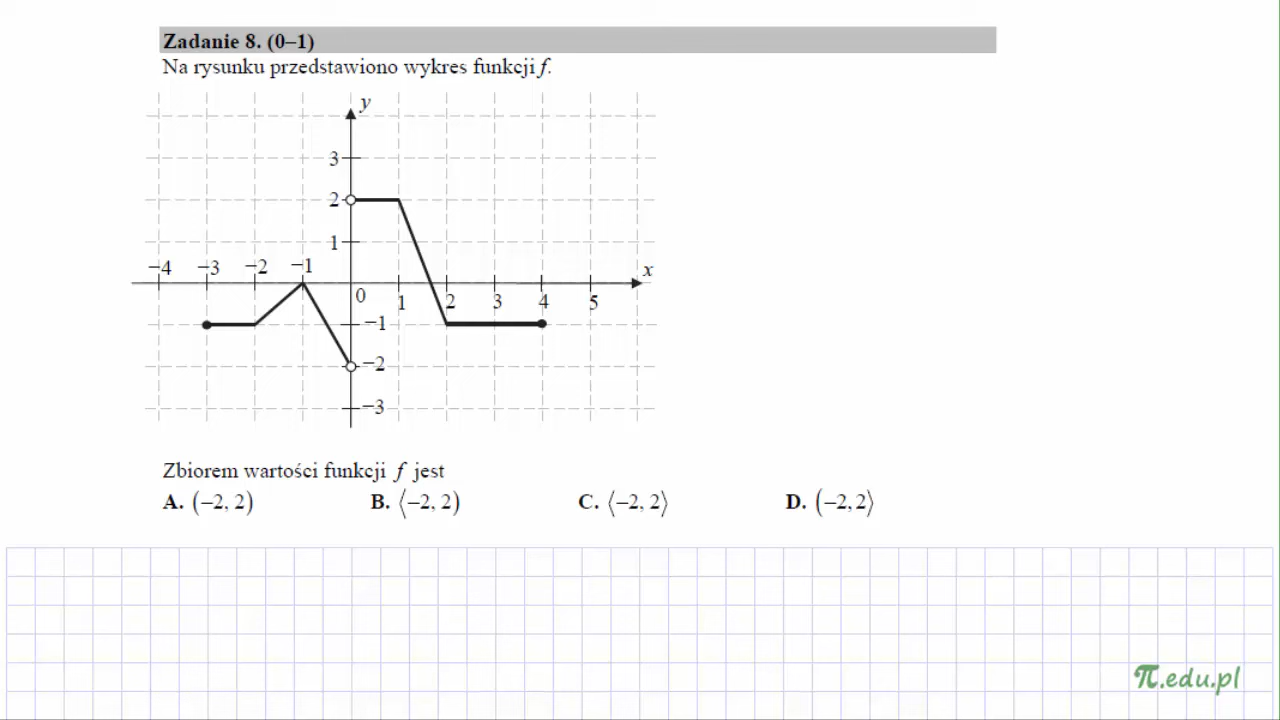 Zadanie 8. (0–1)
Na rysunku przedstawiono wykres funkcji f.
y
3
2
1
−4 −3 −2 −1
x
0 1 2 3 4 5
−1
−2
−3
Zbiorem wartości funkcji f jest
A. (−2, 2) B. ⟨−2, 2) C. ⟨−2, 2⟩ D. (−2, 2⟩
π.edu.pl